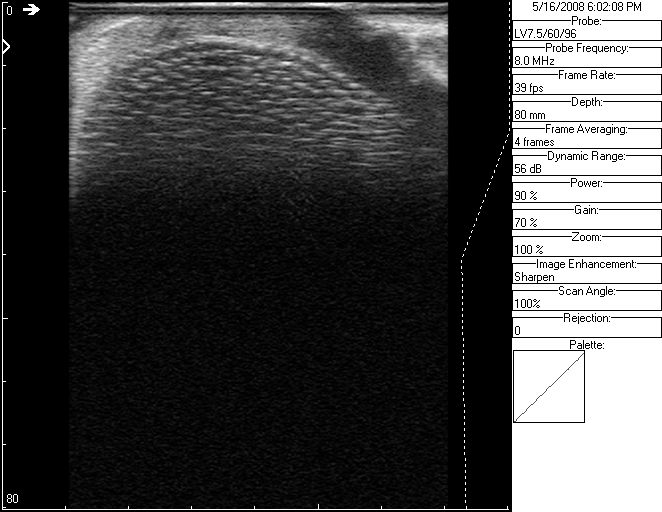 0
80
5/16/2008 6:02:08 PM
Probe:
LV7.5/60/96
Probe Frequency:
8.0 MHz
Frame Rate:
39 fps
Depth:
80 mm
Frame Averaging:
4 frames
Dynamic Range:
56 dB
Power:
90 %
Gain:
70 %
Zoom:
100 %
Image Enhancement:
Sharpen
Scan Angle:
100%
Rejection:
0
Palette: